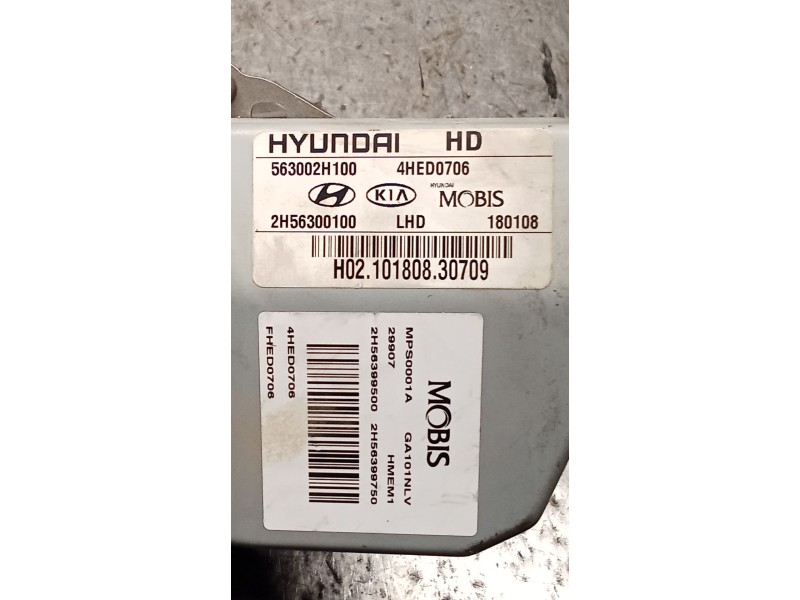 HYUNDAI HD
563002H100 4HED0706
KIA HYUNDAI MOBIS
2H56300100 LHD 180108
H02.101808.30709
MOBIS
MPS0001A GA101NLV
29907 HMEM1
2H56399500 2H56399750
4HED0706
FHED0706